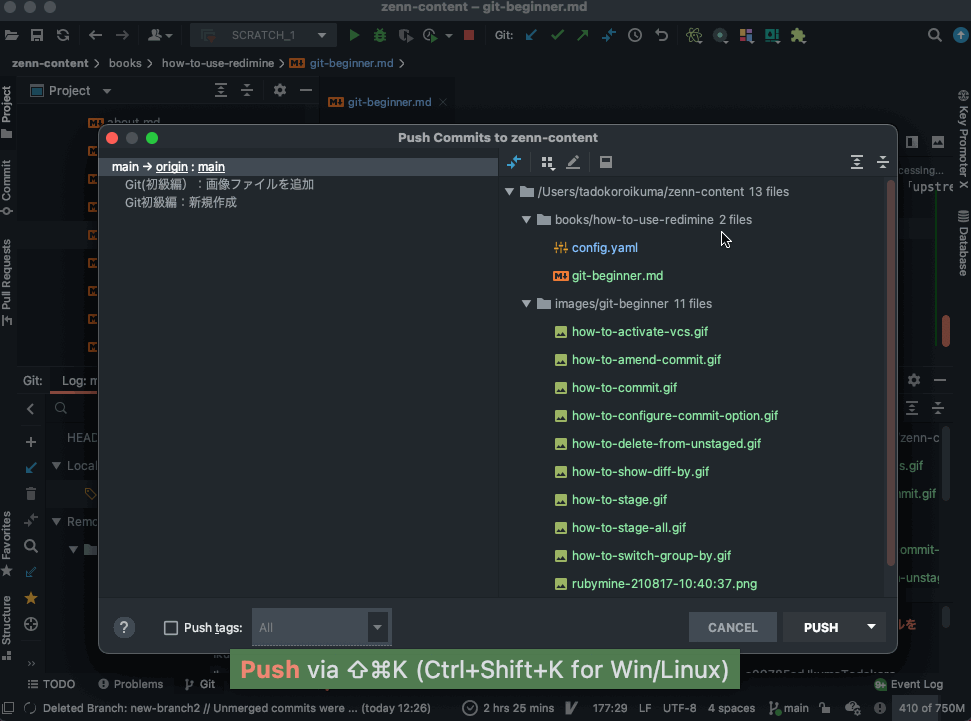 zenn-content – git-beginner.md
SCRATCH_1
Git:
zenn-content
books
how-to-use-redimine
git-beginner.md
Project
git-beginner.md
about.md
Project
Commit
Pull Requests
Favorites
Structure
Key Promoter X
Database
Push Commits to zenn-content
main → origin : main
Git(初級編）：画像ファイルを追加
Git初級編：新規作成
/Users/tadokoroikuma/zenn-content 13 files
books/how-to-use-redimine 2 files
config.yaml
git-beginner.md
images/git-beginner 11 files
how-to-activate-vcs.gif
how-to-amend-commit.gif
how-to-commit.gif
how-to-configure-commit-option.gif
how-to-delete-from-unstaged.gif
how-to-show-diff-by.gif
how-to-stage.gif
how-to-stage-all.gif
how-to-switch-group-by.gif
rubymine-210817-10:40:37.png
Push tags:
All
CANCEL
PUSH
Git:
Log: m
HEAD
Local
Remo
cessing...
「upstre
zenn-c
s.gif
mit.gif
ommit-
-unstag
Push via ⇧⌘K (Ctrl+Shift+K for Win/Linux)
TODO
Problems
Git
Event Log
Deleted Branch: new-branch2 // Unmerged commits were ... (today 12:26)
2 hrs 25 mins
177:29
LF
UTF-8
4 spaces
main
410 of 750M